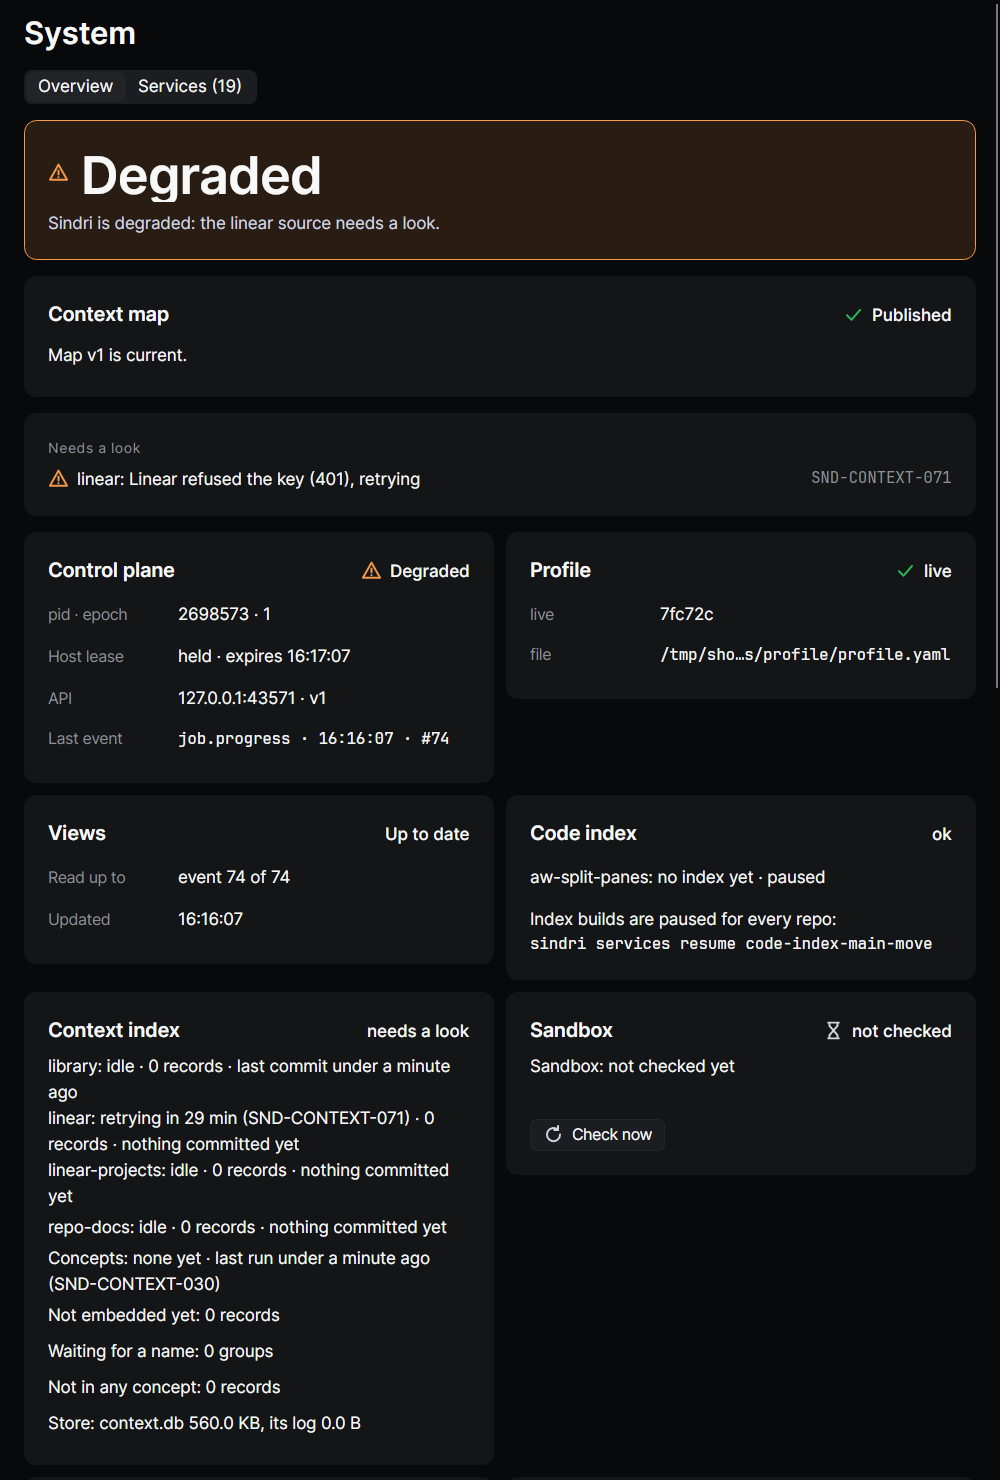 System
Overview
Services (19)
Degraded
Sindri is degraded: the linear source needs a look.
Context map
Published
Map v1 is current.
Needs a look
linear: Linear refused the key (401), retrying
SND-CONTEXT-071
Control plane
Degraded
pid · epoch
2698573 · 1
Host lease
held · expires 16:17:07
API
127.0.0.1:43571 · v1
Last event
job.progress · 16:16:07 · #74
Profile
live
live
7fc72c
file
/tmp/sho…s/profile/profile.yaml
Views
Up to date
Read up to
event 74 of 74
Updated
16:16:07
Code index
ok
aw-split-panes: no index yet · paused
Index builds are paused for every repo:
sindri services resume code-index-main-move
Context index
needs a look
library: idle · 0 records · last commit under a minute
ago
linear: retrying in 29 min (SND-CONTEXT-071) · 0
records · nothing committed yet
linear-projects: idle · 0 records · nothing committed
yet
repo-docs: idle · 0 records · nothing committed yet
Concepts: none yet · last run under a minute ago
(SND-CONTEXT-030)
Not embedded yet: 0 records
Waiting for a name: 0 groups
Not in any concept: 0 records
Store: context.db 560.0 KB, its log 0.0 B
Sandbox
not checked
Sandbox: not checked yet
Check now